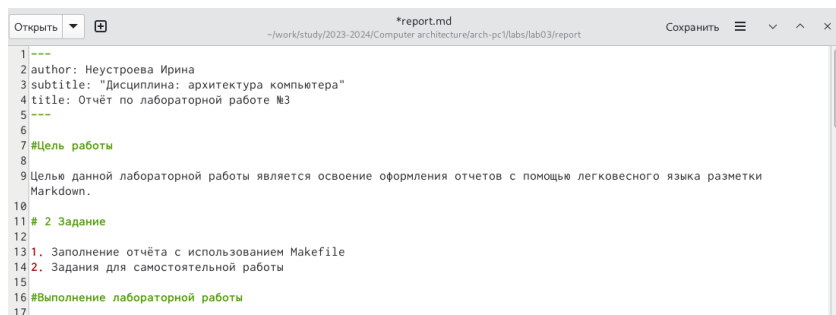 Открыть
*report.md
~/work/study/2023-2024/Computer architecture/arch-pc1/labs/lab03/report
Сохранить
1 ---
2 author: Неустроева Ирина
3 subtitle: "Дисциплина: архитектура компьютера"
4 title: Отчёт по лабораторной работе №3
5 ---
6
7 #Цель работы
8
9 Целью данной лабораторной работы является освоение оформления отчетов с помощью легковесного языка разметки
Markdown.
10
11 # 2 Задание
12
13 1. Заполнение отчёта с использованием Makefile
14 2. Задания для самостоятельной работы
15
16 #Выполнение лабораторной работы
17